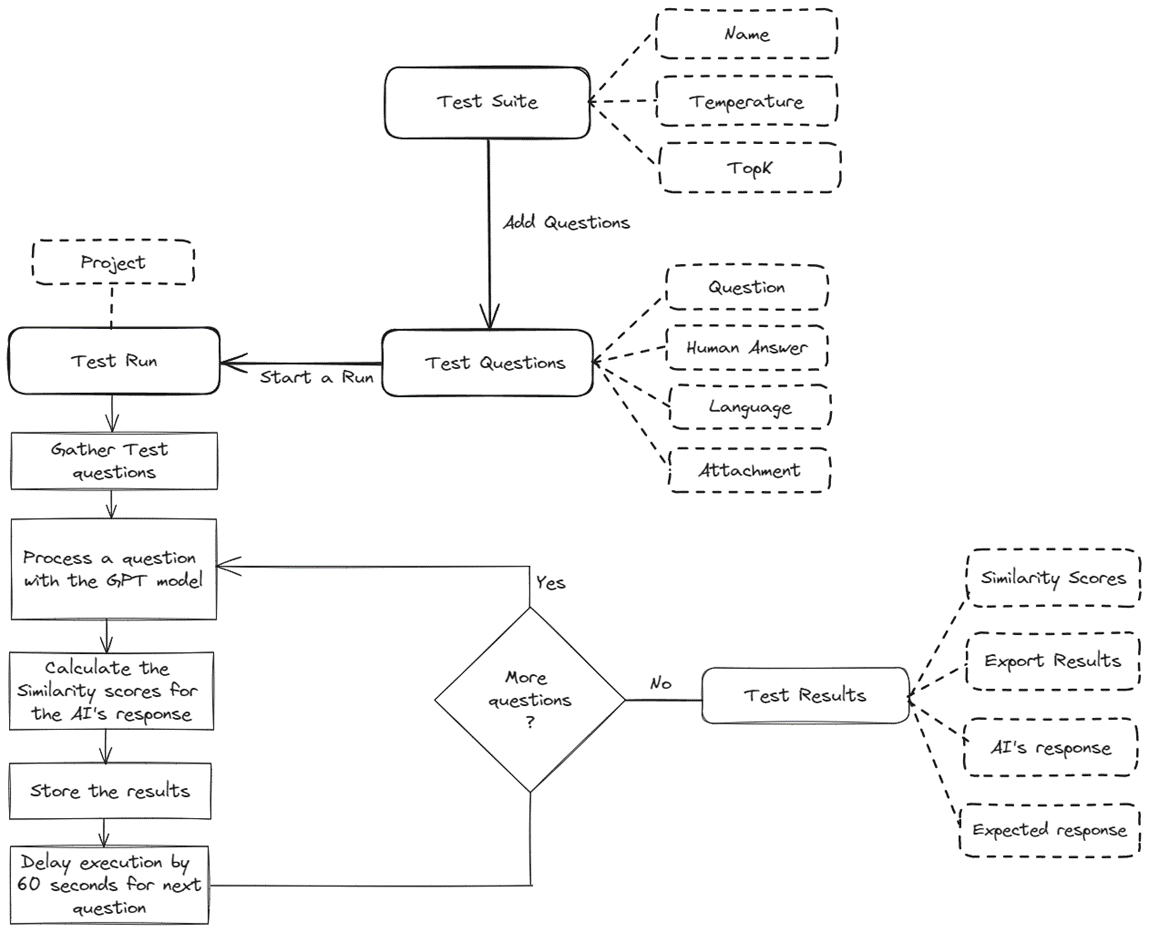 Name
Test Suite
Temperature
TopK
Add Questions
Project
Question
Test Run
Start a Run
Test Questions
Human Answer
Language
Attachment
Gather Test
questions
Process a question
with the GPT model
Yes
Similarity Scores
Calculate the
Similarity scores for
the AI's response
More
questions
?
No
Test Results
Export Results
AI's response
Expected response
Store the results
Delay execution by
60 seconds for next
question